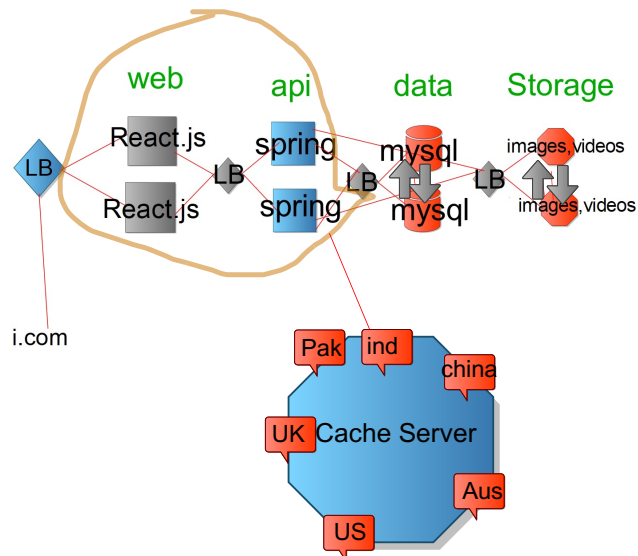 web
api
data
Storage
React.js
spring
mysql
images,videos
LB
LB
LB
LB
React.js
spring
mysql
images,videos
i.com
Pak
ind
china
UK
Cache Server
Aus
US